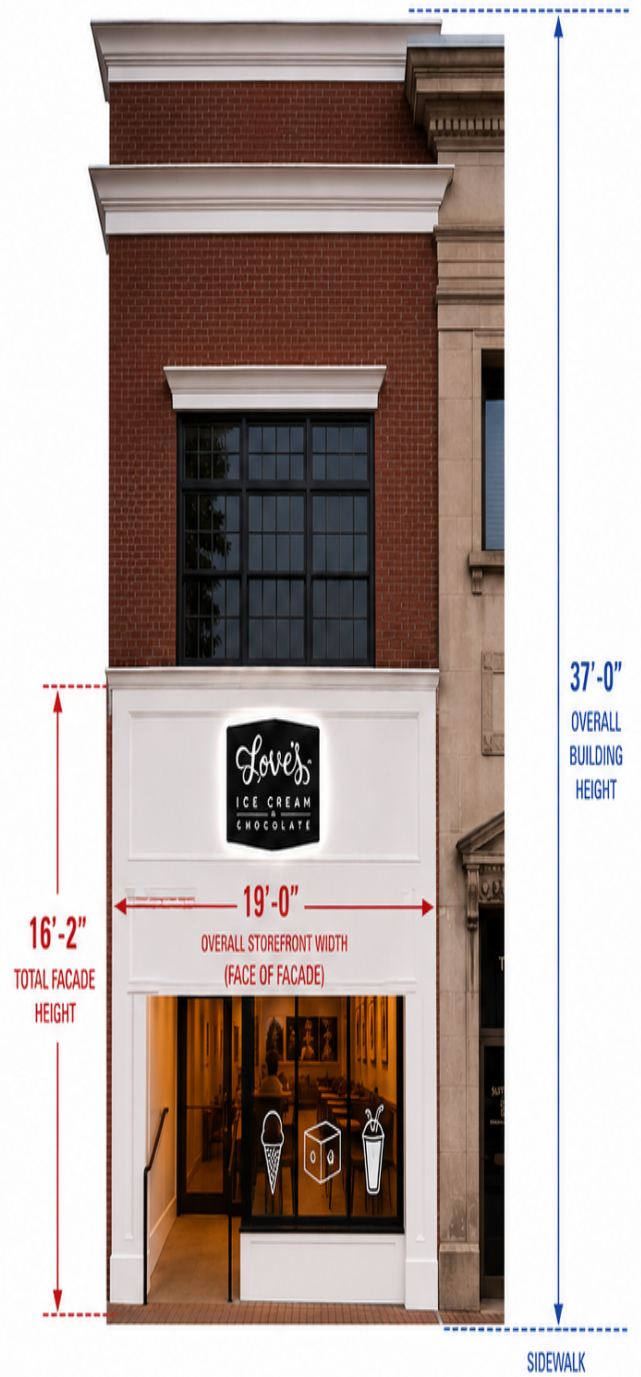 37'-0"
OVERALL
BUILDING
HEIGHT
Love's
ICE CREAM
&
CHOCOLATE
19'-0"
OVERALL STOREFRONT WIDTH
(FACE OF FACADE)
16'-2"
TOTAL FACADE
HEIGHT
SIDEWALK